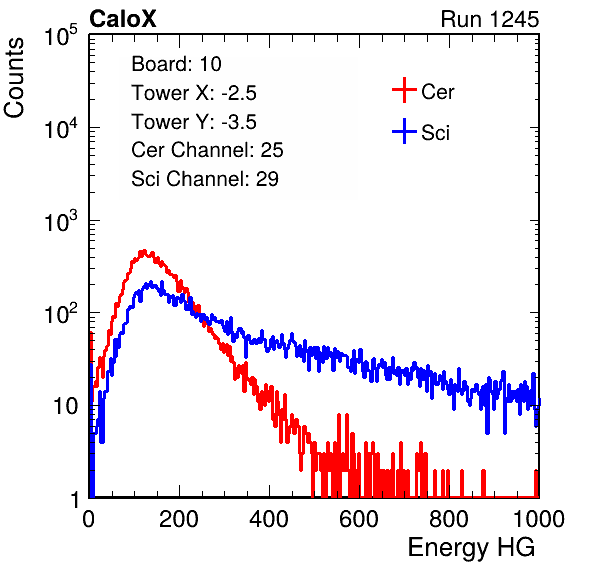 CaloX Run 1245
Counts
10^5
10^4
10^3
10^2
10
1
Board: 10
Tower X: -2.5
Tower Y: -3.5
Cer Channel: 25
Sci Channel: 29
Cer
Sci
0 200 400 600 800 1000
Energy HG